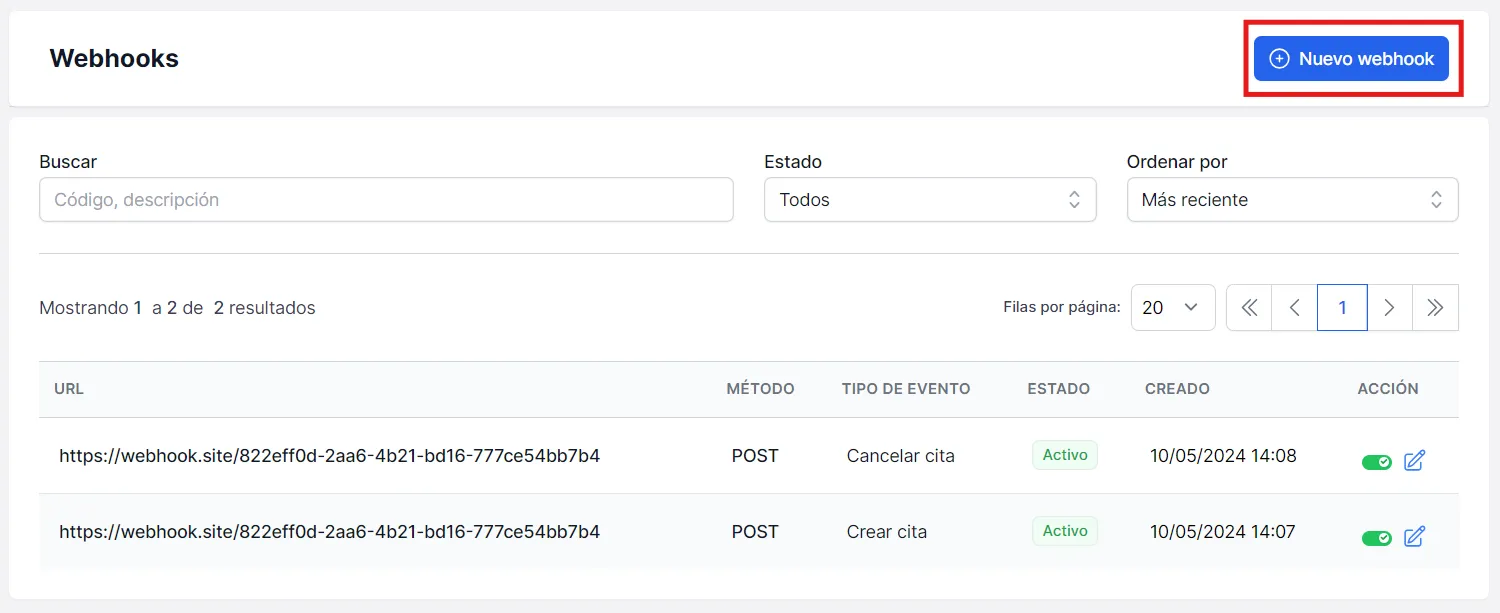 Webhooks
Nuevo webhook
Buscar
Estado
Ordenar por
Código, descripción
Todos
Más reciente
Mostrando 1 a 2 de 2 resultados
Filas por página:
20
1
URL
MÉTODO
TIPO DE EVENTO
ESTADO
CREADO
ACCIÓN
https://webhook.site/822eff0d-2aa6-4b21-bd16-777ce54bb7b4
POST
Cancelar cita
Activo
10/05/2024 14:08
https://webhook.site/822eff0d-2aa6-4b21-bd16-777ce54bb7b4
POST
Crear cita
Activo
10/05/2024 14:07